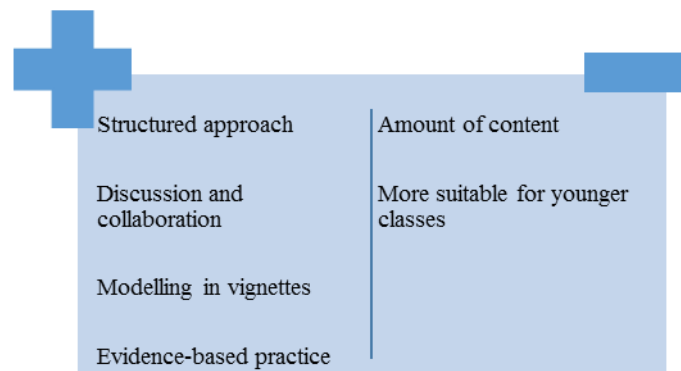 Structured approach
Discussion and
collaboration
Modelling in vignettes
Evidence-based practice
Amount of content
More suitable for younger
classes